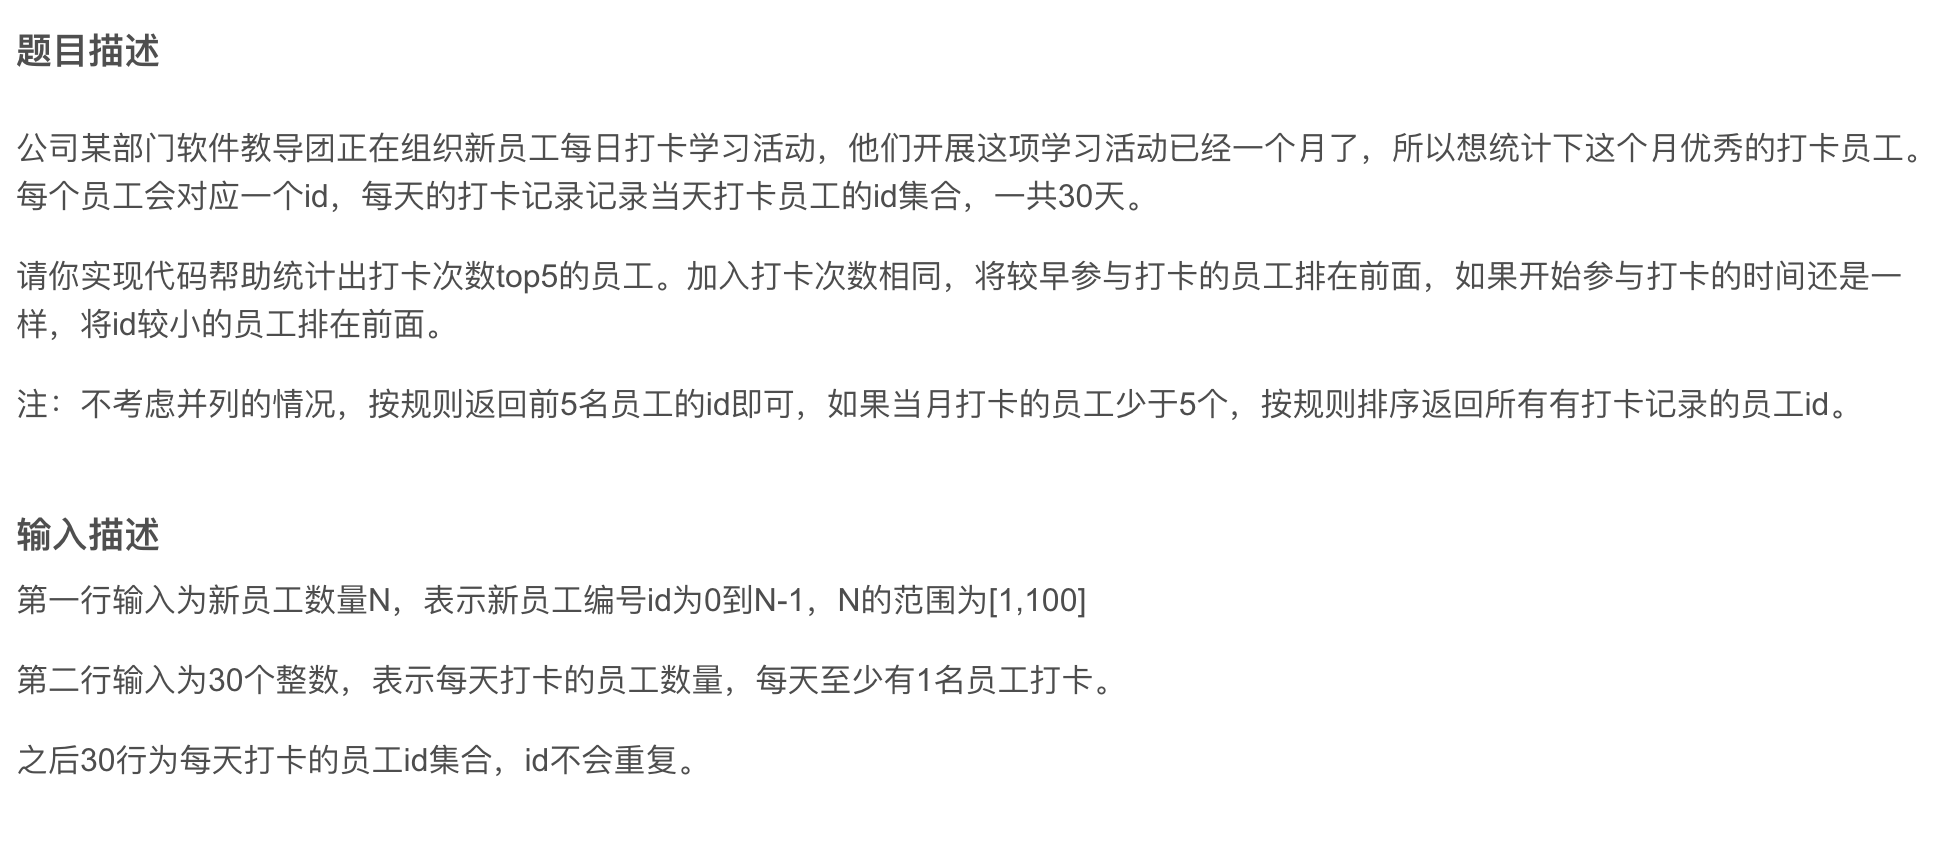 题目描述
公司某部门软件教导团正在组织新员工每日打卡学习活动，他们开展这项学习活动已经一个月了，所以想统计下这个月优秀的打卡员工。
每个员工会对应一个id，每天的打卡记录记录当天打卡员工的id集合，一共30天。
请你实现代码帮助统计出打卡次数top5的员工。加入打卡次数相同，将较早参与打卡的员工排在前面，如果开始参与打卡的时间还是一
样，将id较小的员工排在前面。
注：不考虑并列的情况，按规则返回前5名员工的id即可，如果当月打卡的员工少于5个，按规则排序返回所有有打卡记录的员工id。
输入描述
第一行输入为新员工数量N，表示新员工编号id为0到N-1，N的范围为[1,100]
第二行输入为30个整数，表示每天打卡的员工数量，每天至少有1名员工打卡。
之后30行为每天打卡的员工id集合，id不会重复。